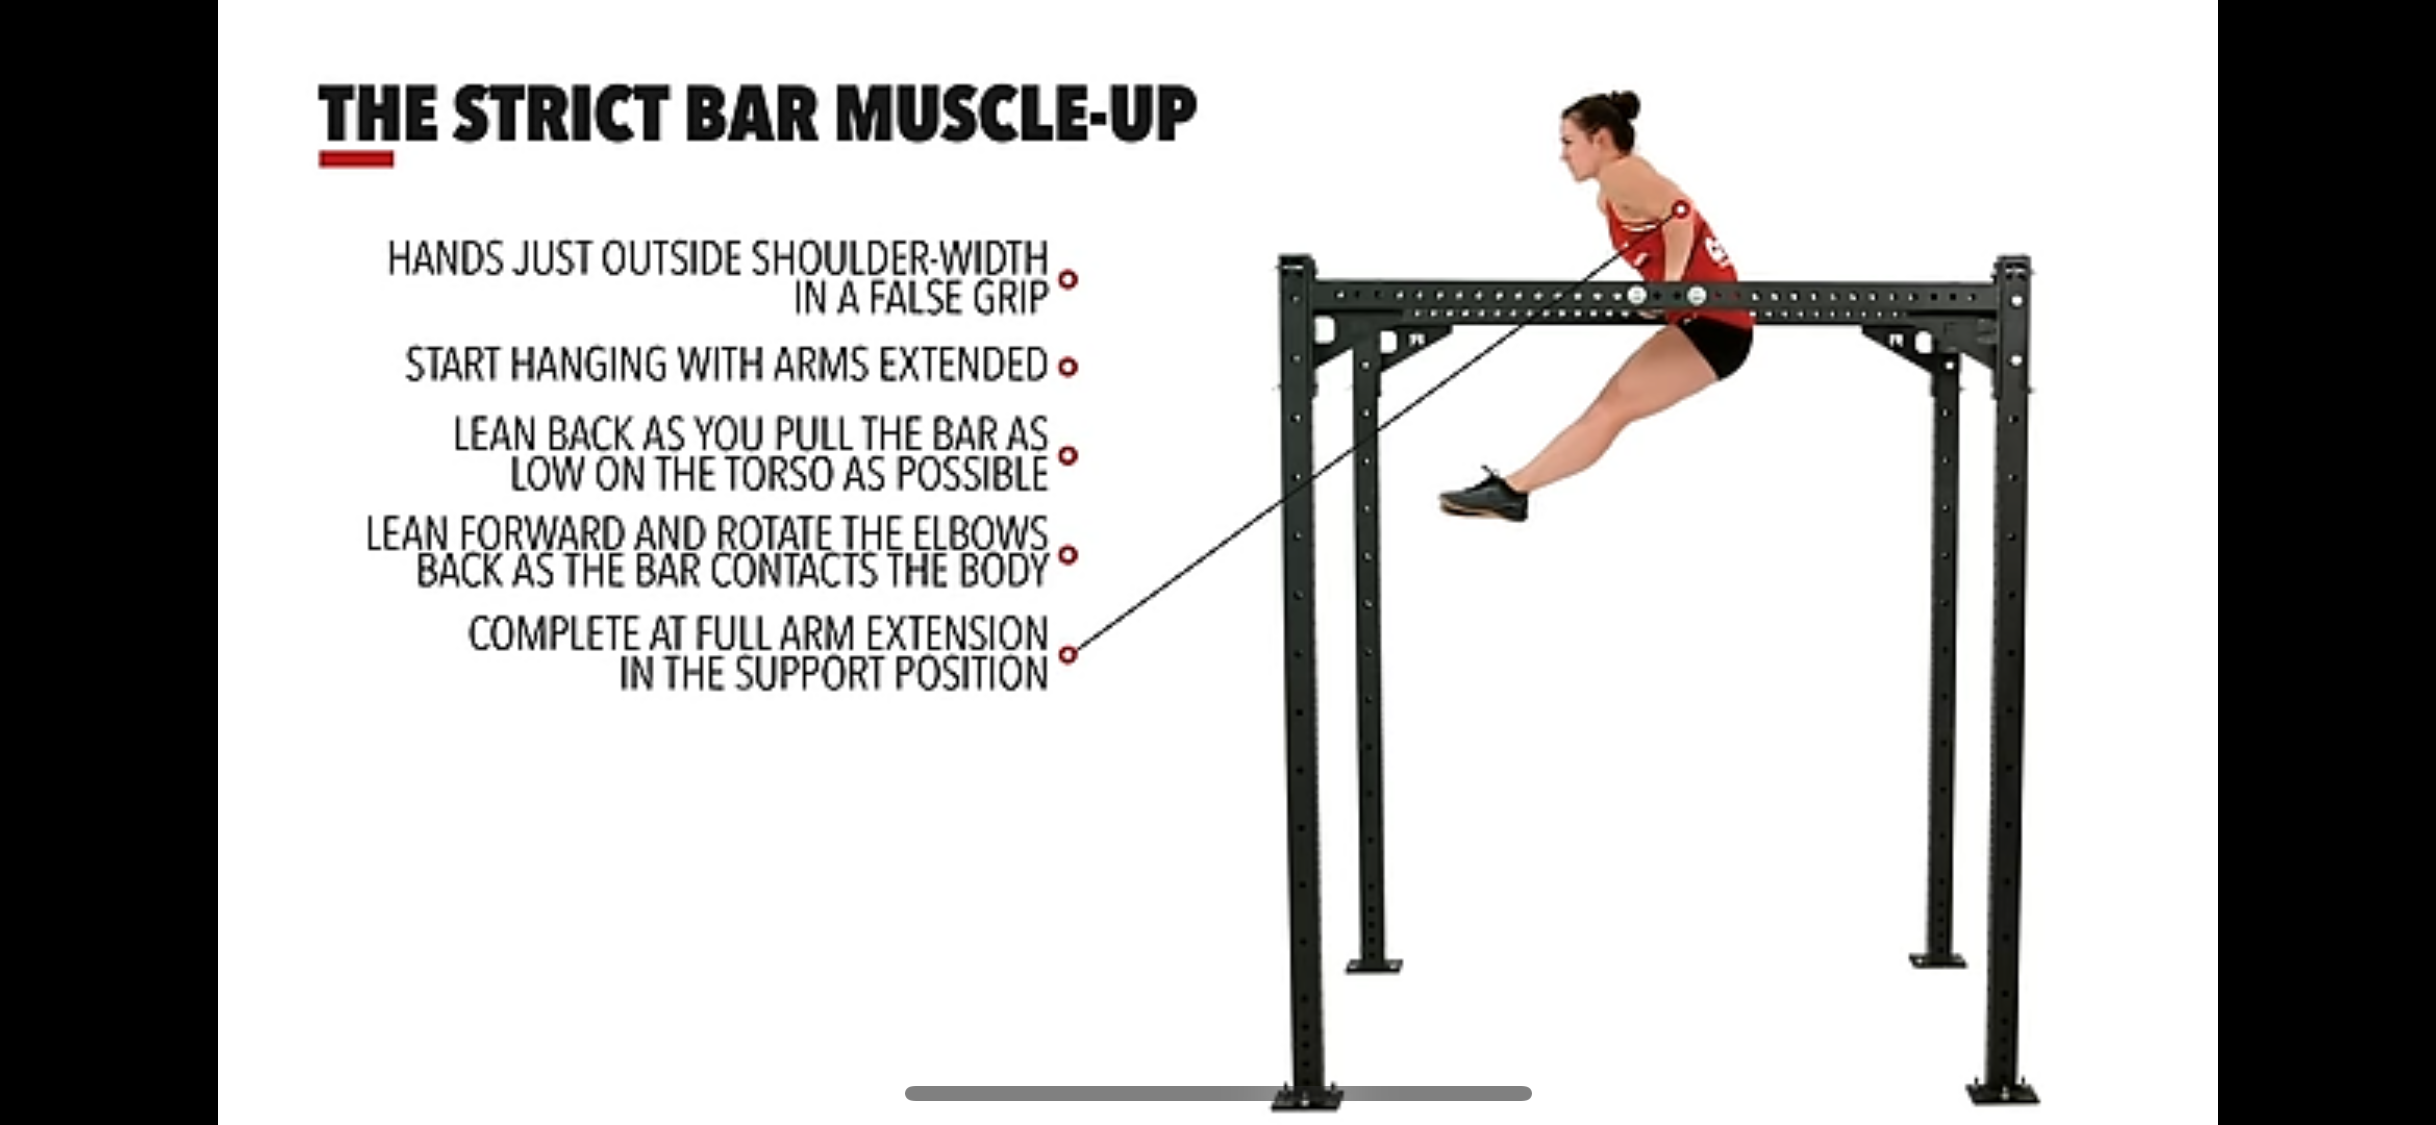 THE STRICT BAR MUSCLE-UP
HANDS JUST OUTSIDE SHOULDER-WIDTH
IN A FALSE GRIP
START HANGING WITH ARMS EXTENDED
LEAN BACK AS YOU PULL THE BAR AS
LOW ON THE TORSO AS POSSIBLE
LEAN FORWARD AND ROTATE THE ELBOWS
BACK AS THE BAR CONTACTS THE BODY
COMPLETE AT FULL ARM EXTENSION
IN THE SUPPORT POSITION